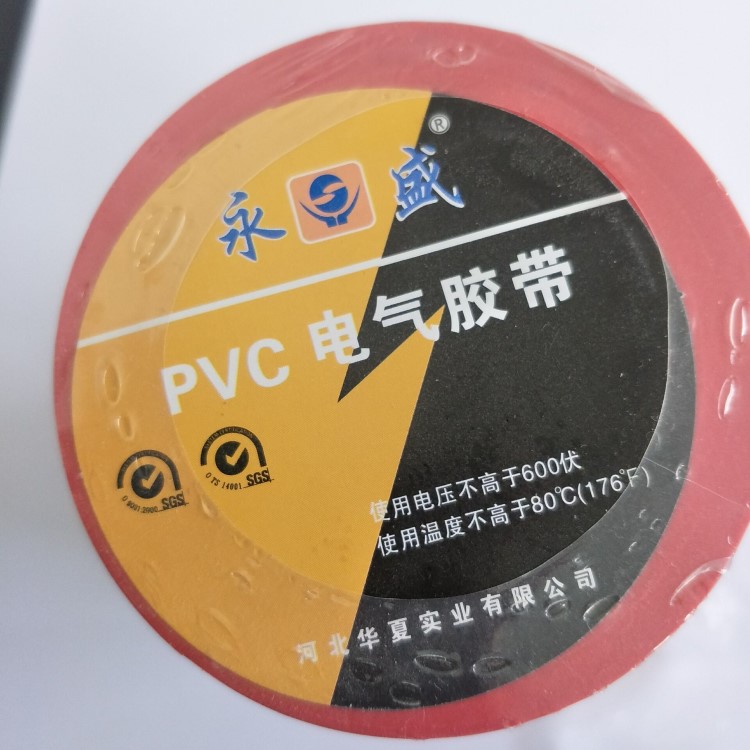 永 盛®
PVC 电气胶带
SGS
SGS
使用电压不高于600伏
使用温度不高于80℃(176°F)
河北华夏实业有限公司